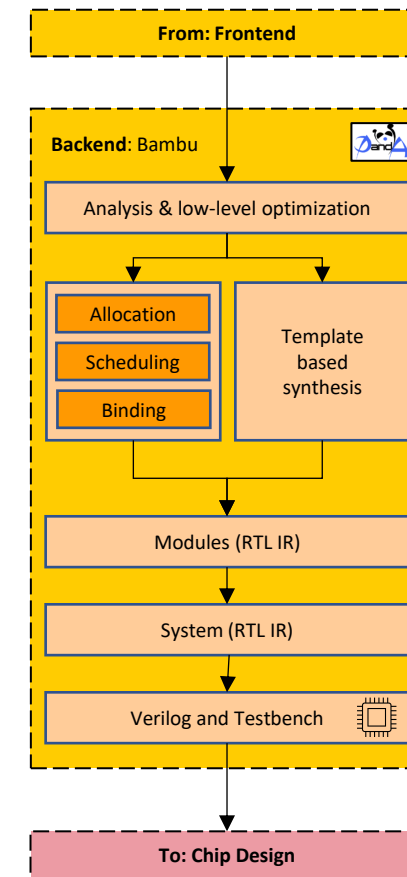 From: Frontend
Backend: Bambu
PandA
Analysis & low-level optimization
Allocation
Scheduling
Binding
Template
based
synthesis
Modules (RTL IR)
System (RTL IR)
Verilog and Testbench
To: Chip Design